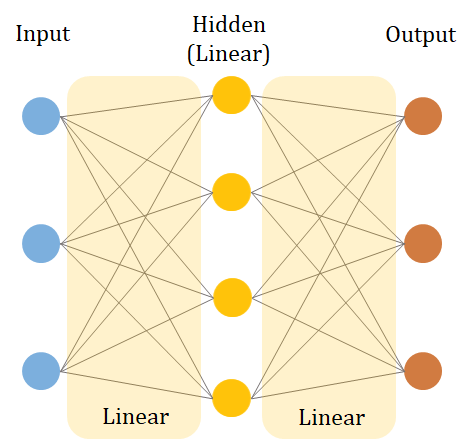 Input
Hidden
(Linear)
Output
Linear
Linear